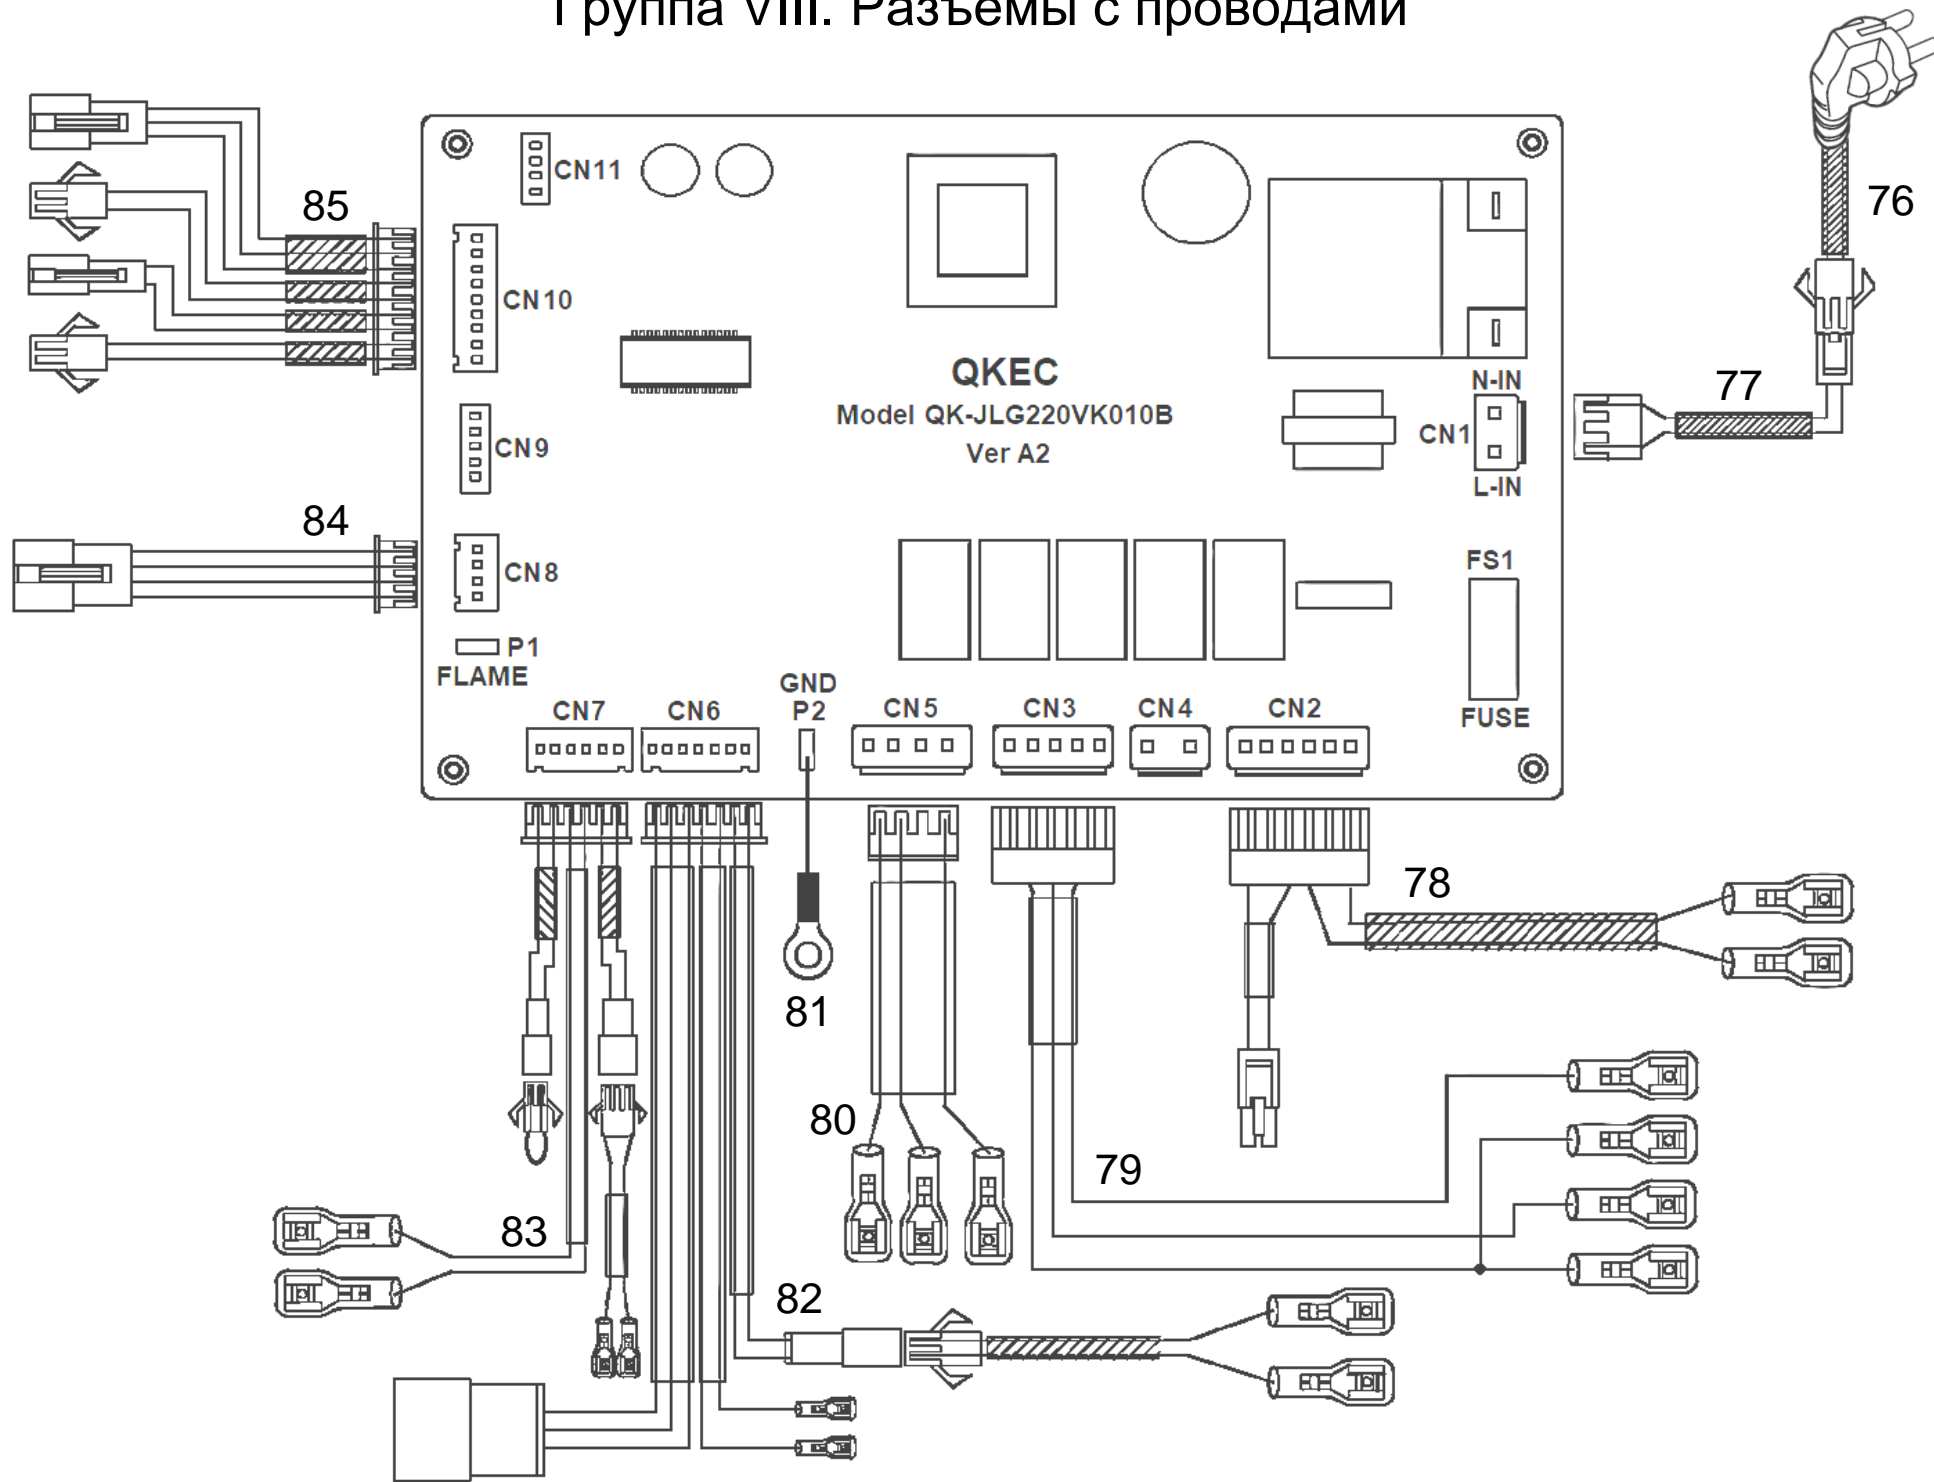 Группа VIII. Разъемы с проводами
76
85
CN11
CN10
QKEC
Model QK-JLG220VK010B
Ver A2
N-IN
CN1
L-IN
77
CN9
84
CN8
FS1
P1
FLAME
FUSE
GND
P2
CN7
CN6
CN5
CN3
CN4
CN2
78
81
80
79
83
82